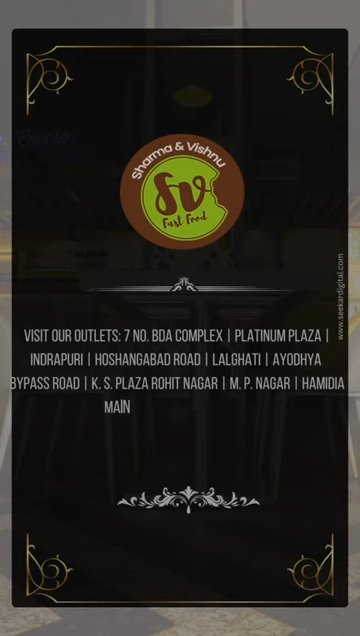 Counter
Sharma & Vishnu
SV
Fast Food
www.seekardigital.com
VISIT OUR OUTLETS: 7 NO. BDA COMPLEX | PLATINUM PLAZA |
INDRAPURI | HOSHANGABAD ROAD | LALGHATI | AYODHYA
BYPASS ROAD | K. S. PLAZA ROHIT NAGAR | M. P. NAGAR | HAMIDIA
MAIN